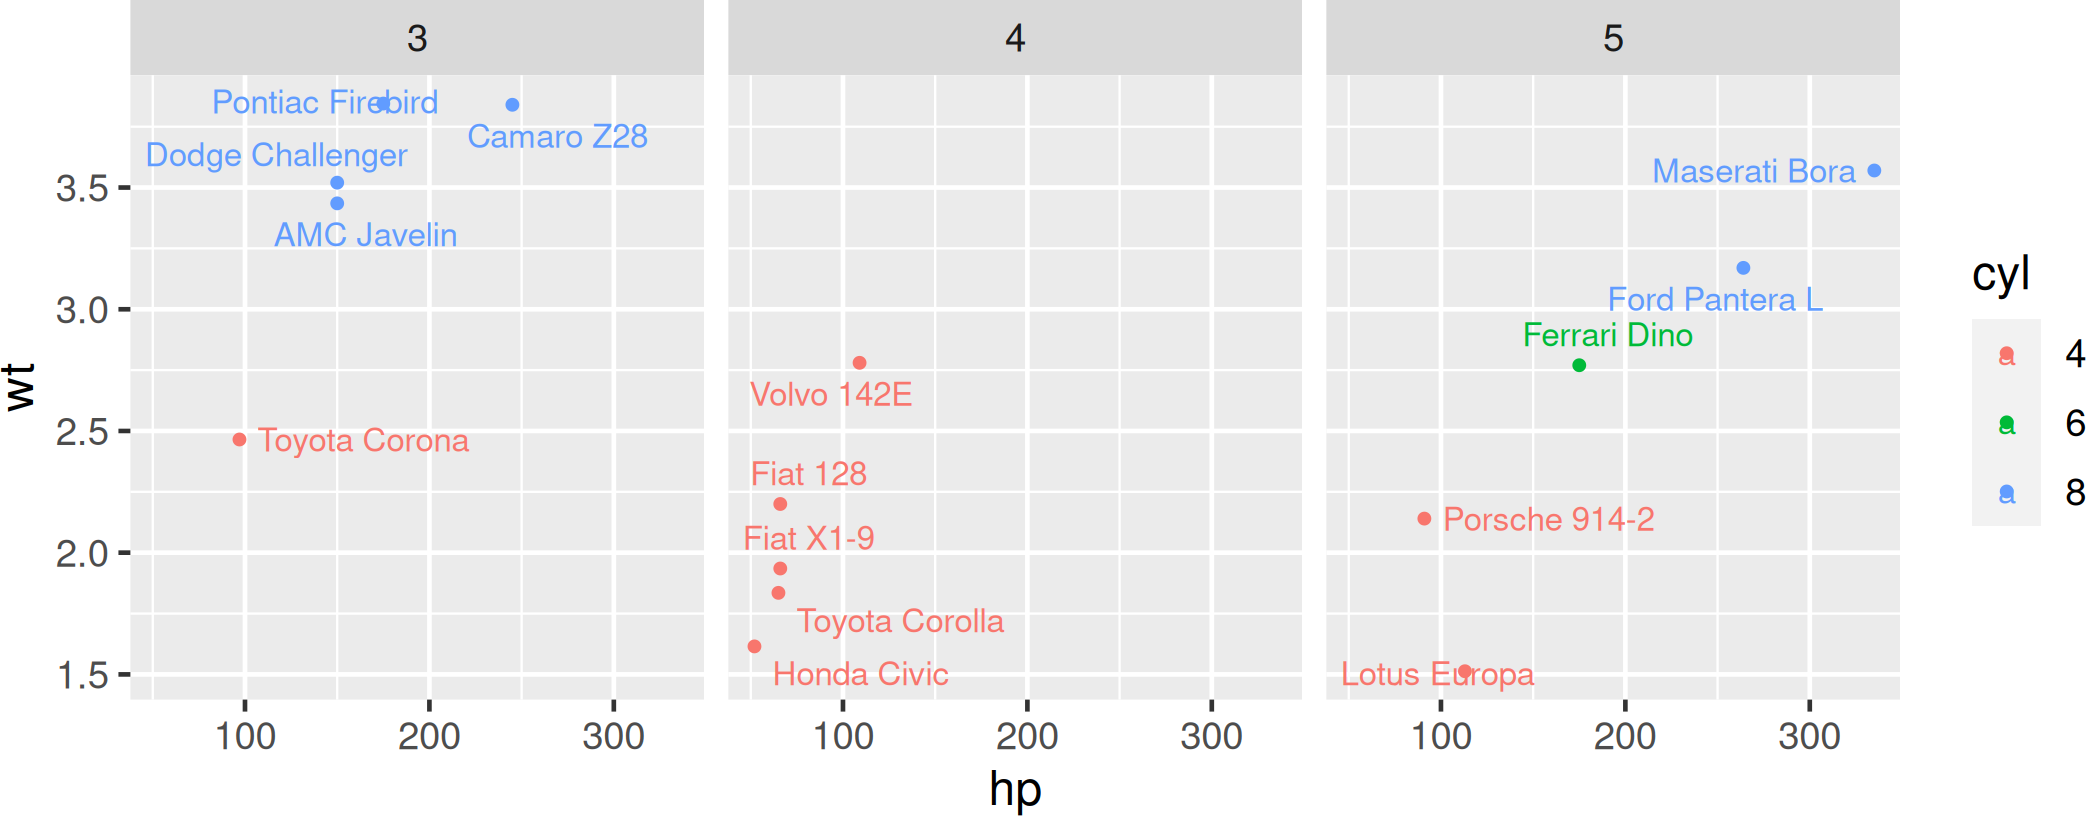 3 4 5
Pontiac Firebird
Camaro Z28
Dodge Challenger
AMC Javelin
Toyota Corona
Volvo 142E
Fiat 128
Fiat X1-9
Toyota Corolla
Honda Civic
Maserati Bora
Ford Pantera L
Ferrari Dino
Porsche 914-2
Lotus Europa
3.5
3.0
2.5
2.0
1.5
wt
100 200 300 100 200 300 100 200 300
hp
cyl
a 4
a 6
a 8